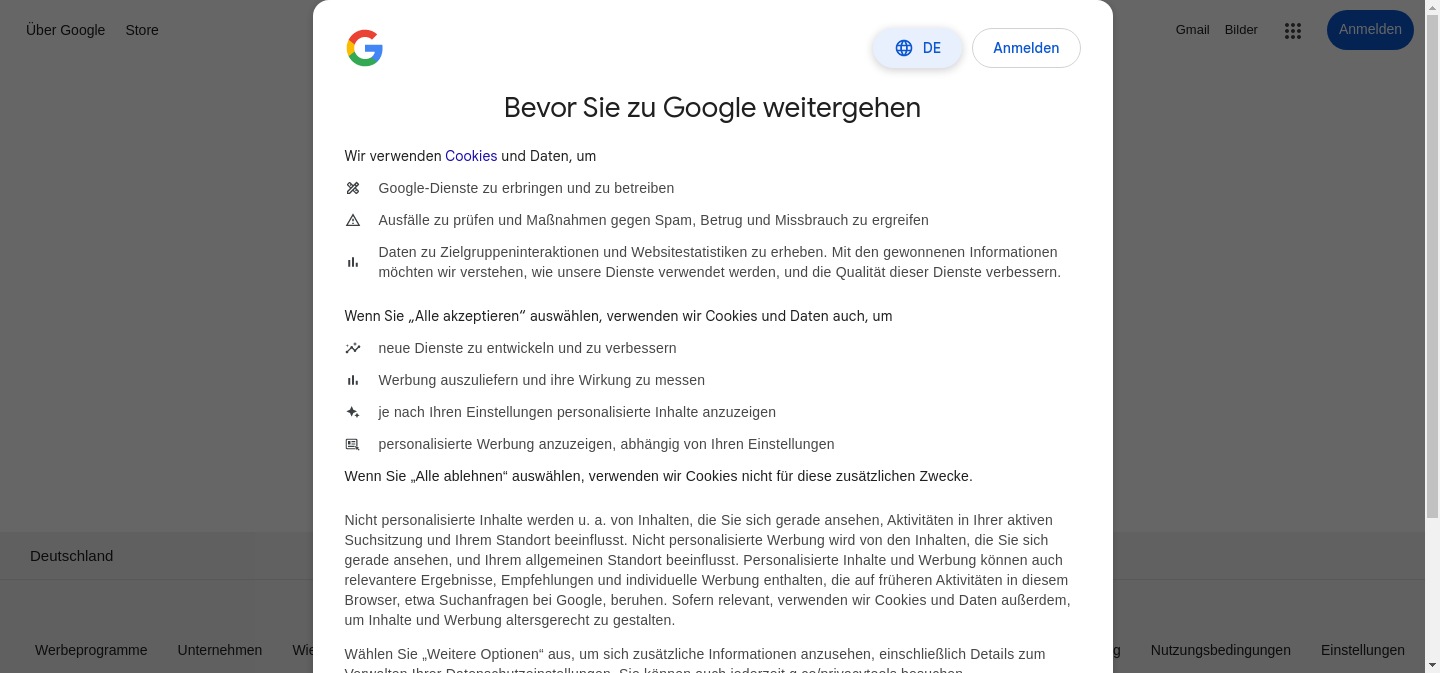 Über Google
Store
Gmail
Bilder
Anmelden
DE
Anmelden
Bevor Sie zu Google weitergehen
Wir verwenden Cookies und Daten, um
Google-Dienste zu erbringen und zu betreiben
Ausfälle zu prüfen und Maßnahmen gegen Spam, Betrug und Missbrauch zu ergreifen
Daten zu Zielgruppeninteraktionen und Websitestatistiken zu erheben. Mit den gewonnenen Informationen
möchten wir verstehen, wie unsere Dienste verwendet werden, und die Qualität dieser Dienste verbessern.
Wenn Sie „Alle akzeptieren“ auswählen, verwenden wir Cookies und Daten auch, um
neue Dienste zu entwickeln und zu verbessern
Werbung auszuliefern und ihre Wirkung zu messen
je nach Ihren Einstellungen personalisierte Inhalte anzuzeigen
personalisierte Werbung anzuzeigen, abhängig von Ihren Einstellungen
Wenn Sie „Alle ablehnen“ auswählen, verwenden wir Cookies nicht für diese zusätzlichen Zwecke.
Nicht personalisierte Inhalte werden u. a. von Inhalten, die Sie sich gerade ansehen, Aktivitäten in Ihrer aktiven
Suchsitzung und Ihrem Standort beeinflusst. Nicht personalisierte Werbung wird von den Inhalten, die Sie sich
gerade ansehen, und Ihrem allgemeinen Standort beeinflusst. Personalisierte Inhalte und Werbung können auch
relevantere Ergebnisse, Empfehlungen und individuelle Werbung enthalten, die auf früheren Aktivitäten in diesem
Browser, etwa Suchanfragen bei Google, beruhen. Sofern relevant, verwenden wir Cookies und Daten außerdem,
um Inhalte und Werbung altersgerecht zu gestalten.
Wählen Sie „Weitere Optionen“ aus, um sich zusätzliche Informationen anzusehen, einschließlich Details zum
Verwalten Ihrer Datenschutzeinstellungen. Sie können auch jederzeit g.co/privacytools besuchen.
Deutschland
Werbeprogramme
Unternehmen
Nutzungsbedingungen
Einstellungen